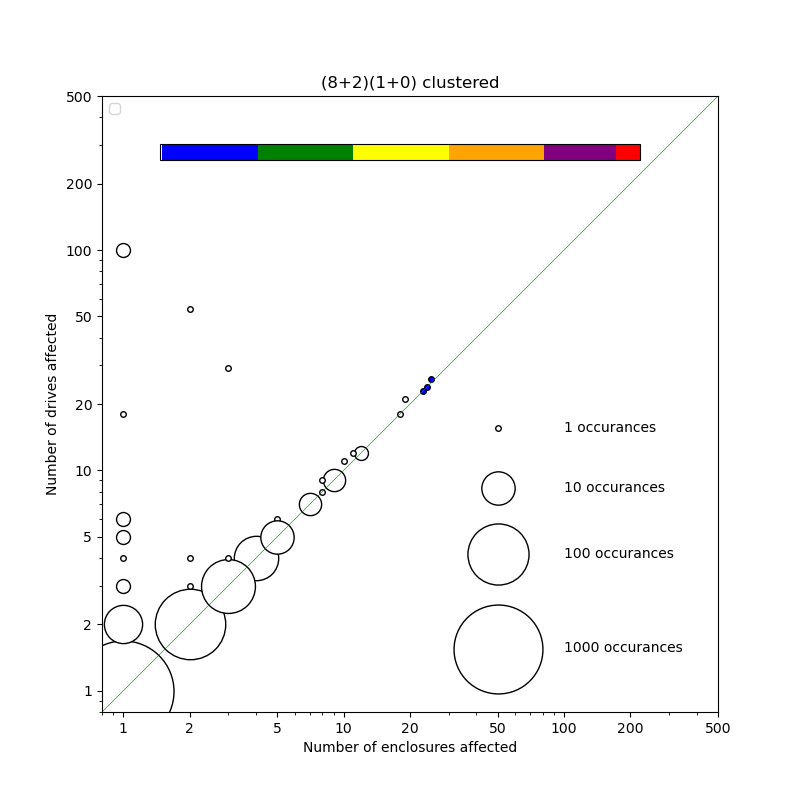 (8+2)(1+0) clustered
500
200
100
50
20
10
5
2
1
Number of drives affected
1 occurances
10 occurances
100 occurances
1000 occurances
1 2 5 10 20 50 100 200 500
Number of enclosures affected